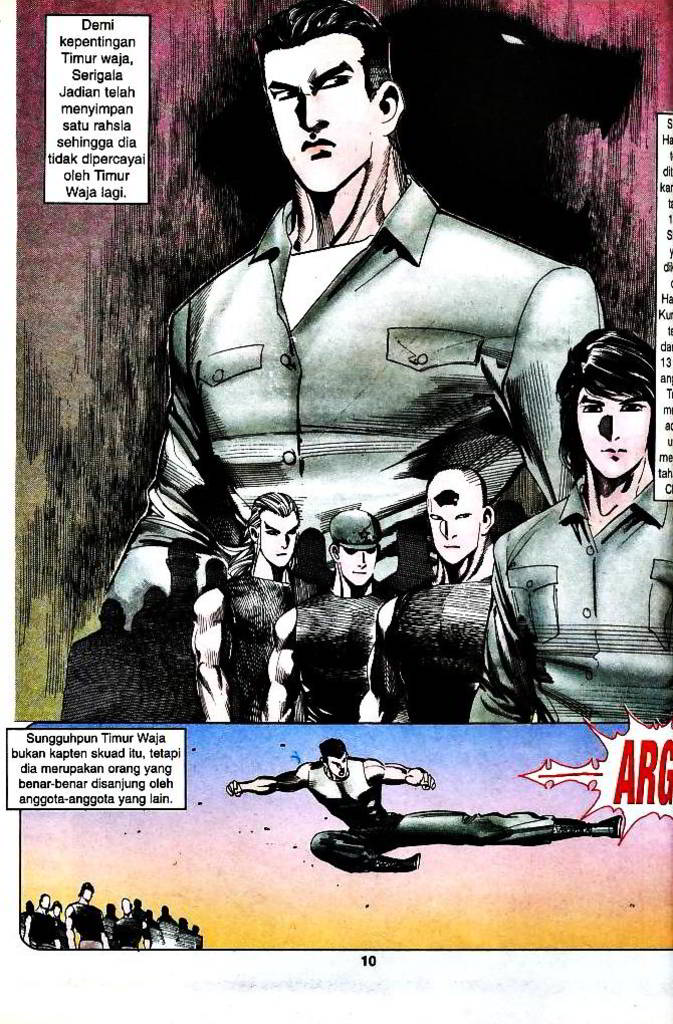 Demi
kepentingan
Timur waja,
Serigala
Jadian telah
menyimpan
satu rahsia
sehingga dia
tidak dipercayai
oleh Timur
Waja lagi.
Sungguhpun Timur Waja
bukan kapten skuad itu, tetapi
dia merupakan orang yang
benar-benar disanjung oleh
anggota-anggota yang lain.
ARG
10